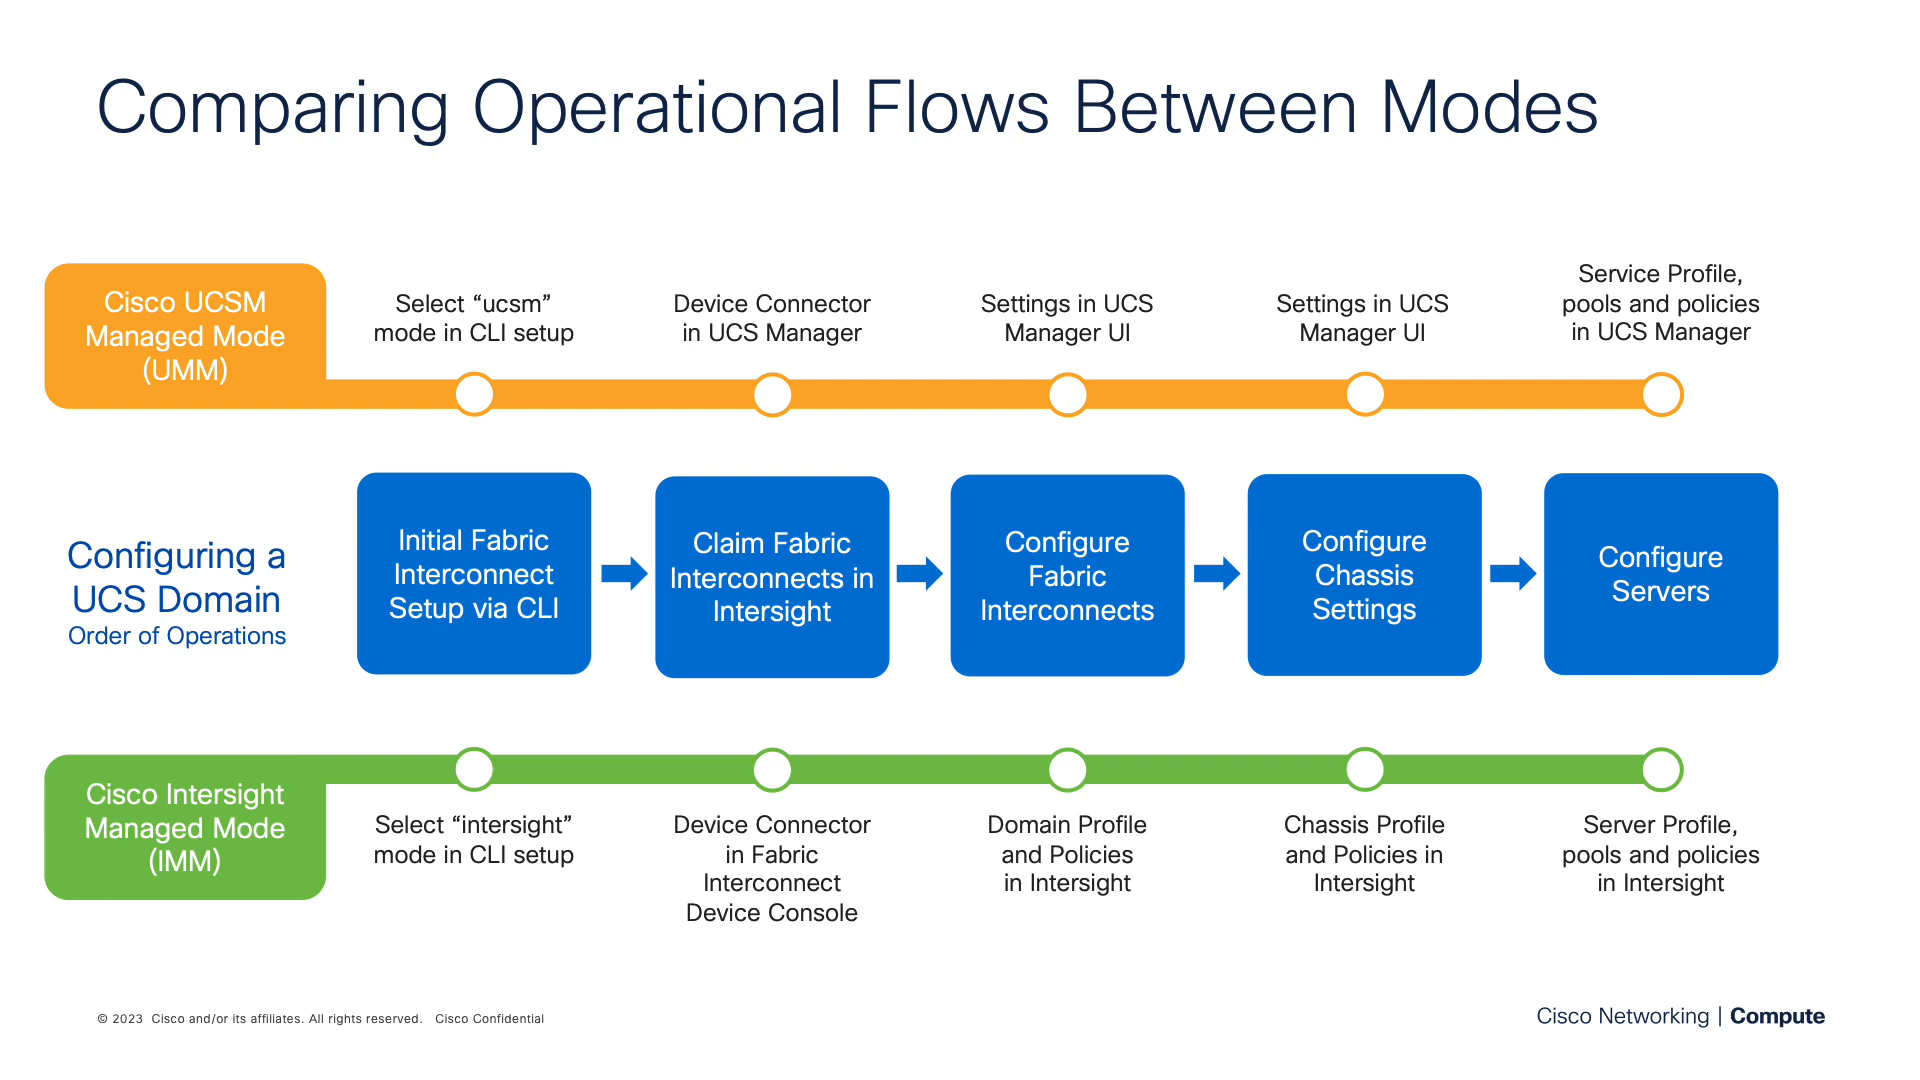 Comparing Operational Flows Between Modes
Cisco UCSM
Managed Mode
(UMM)
Select “ucsm”
mode in CLI setup
Device Connector
in UCS Manager
Settings in UCS
Manager UI
Settings in UCS
Manager UI
Service Profile,
pools and policies
in UCS Manager
Configuring a
UCS Domain
Order of Operations
Initial Fabric
Interconnect
Setup via CLI
Claim Fabric
Interconnects in
Intersight
Configure
Fabric
Interconnects
Configure
Chassis
Settings
Configure
Servers
Cisco Intersight
Managed Mode
(IMM)
Select “intersight”
mode in CLI setup
Device Connector
in Fabric
Interconnect
Device Console
Domain Profile
and Policies
in Intersight
Chassis Profile
and Policies in
Intersight
Server Profile,
pools and policies
in Intersight
© 2023 Cisco and/or its affiliates. All rights reserved. Cisco Confidential
Cisco Networking | Compute